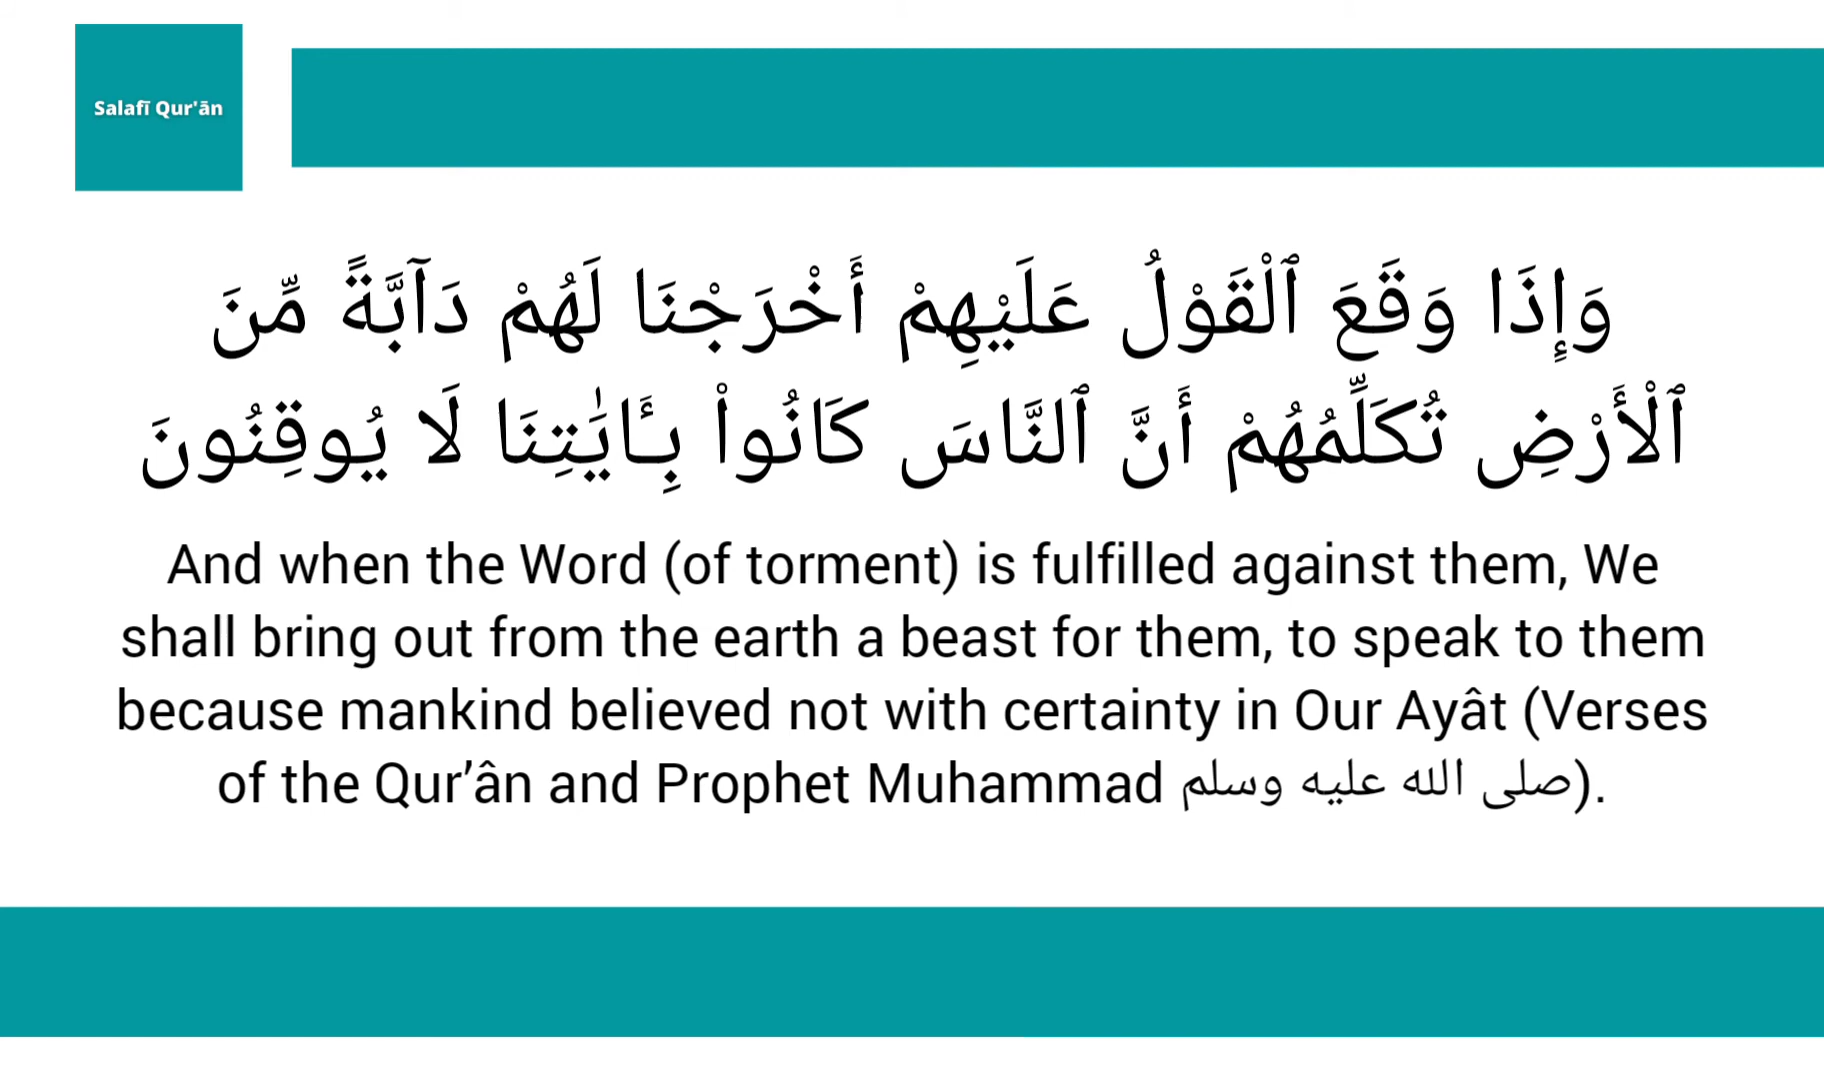 Salafī Qur'ān
وَإِذَا وَقَعَ ٱلْقَوْلُ عَلَيْهِمْ أَخْرَجْنَا لَهُمْ دَآبَّةً مِّنَ
ٱلْأَرْضِ تُكَلِّمُهُمْ أَنَّ ٱلنَّاسَ كَانُوا۟ بِـَٔايَـٰتِنَا لَا يُوقِنُونَ
And when the Word (of torment) is fulfilled against them, We
shall bring out from the earth a beast for them, to speak to them
because mankind believed not with certainty in Our Ayât (Verses
of the Qur’ân and Prophet Muhammad صلى الله عليه وسلم).